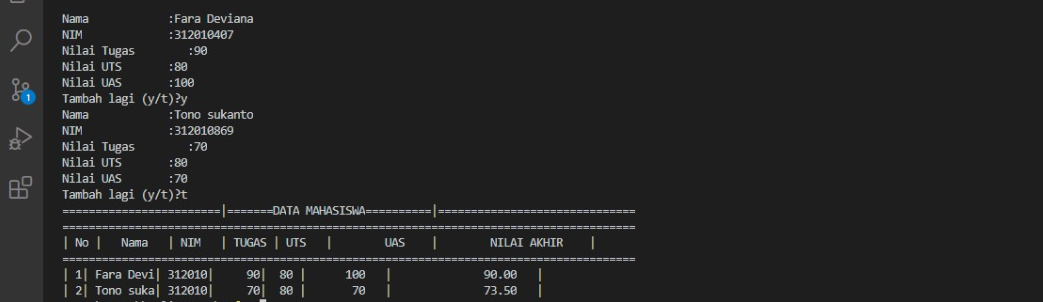 Nama :Fara Deviana
NIM :312010407
Nilai Tugas :90
Nilai UTS :80
Nilai UAS :100
Tambah lagi (y/t)?y
Nama :Tono sukanto
NIM :312010869
Nilai Tugas :70
Nilai UTS :80
Nilai UAS :70
Tambah lagi (y/t)?t
1
========================|=======DATA MAHASISWA==========|==============================
=======================================================================================
| No | Nama | NIM | TUGAS | UTS | UAS | NILAI AKHIR |
=======================================================================================
| 1| Fara Devi| 312010| 90| 80 | 100 | 90.00 |
| 2| Tono suka| 312010| 70| 80 | 70 | 73.50 |